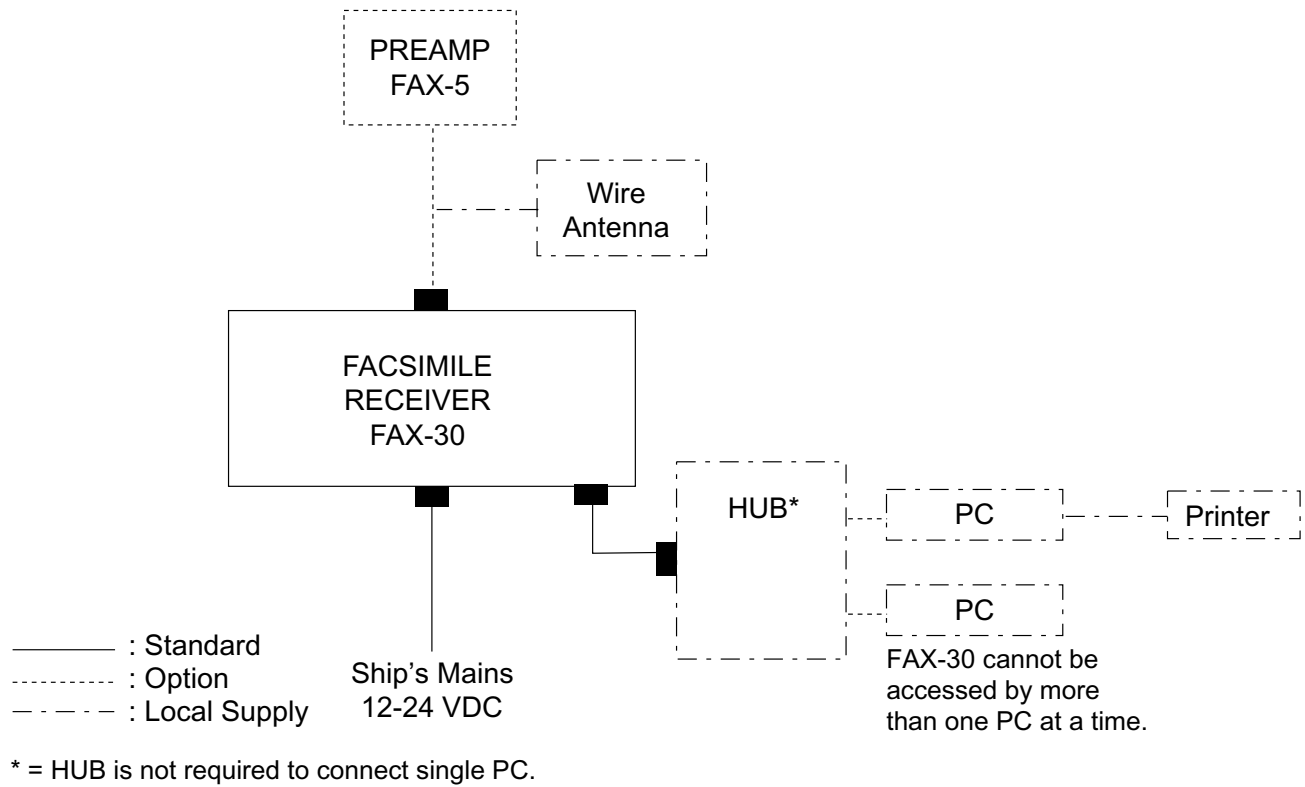 PREAMP
FAX-5
Wire
Antenna
FACSIMILE
RECEIVER
FAX-30
HUB*
PC
Printer
PC
FAX-30 cannot be
accessed by more
than one PC at a time.
Ship's Mains
12-24 VDC
: Standard
: Option
: Local Supply
* = HUB is not required to connect single PC.